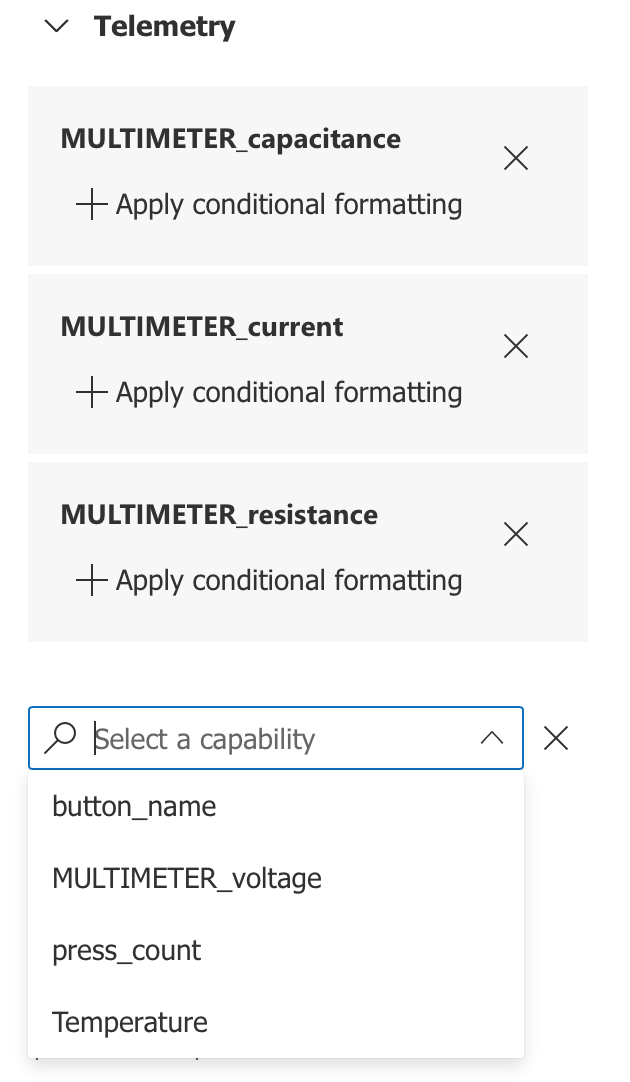 Telemetry
MULTIMETER_capacitance
Apply conditional formatting
MULTIMETER_current
Apply conditional formatting
MULTIMETER_resistance
Apply conditional formatting
Select a capability
button_name
MULTIMETER_voltage
press_count
Temperature